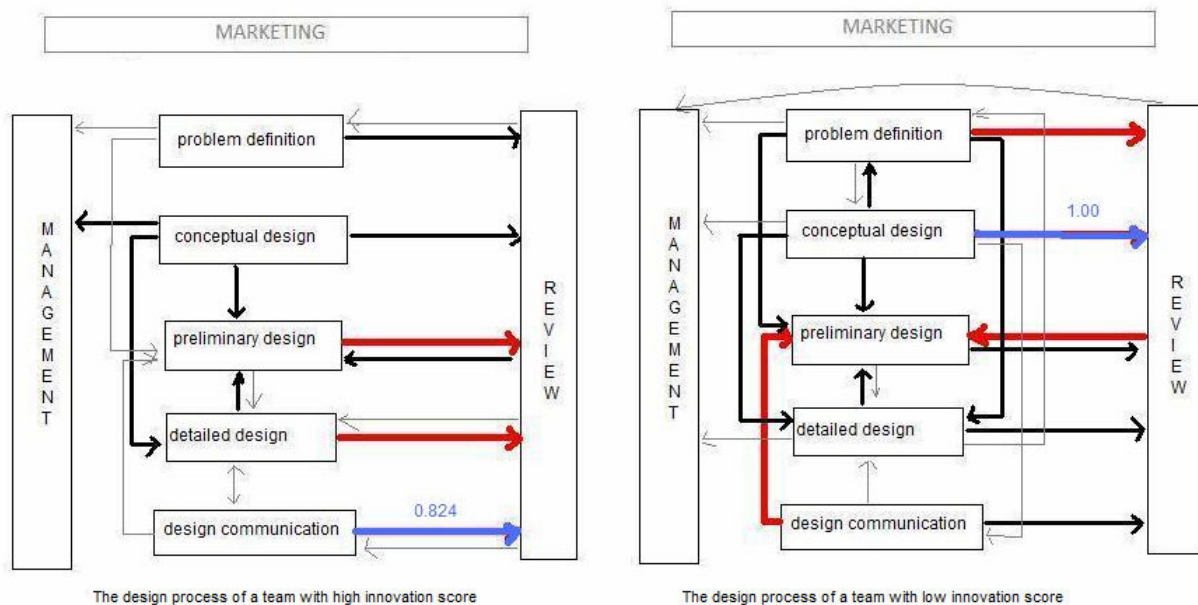 MARKETING
MANAGEMENT
problem definition
conceptual design
preliminary design
detailed design
design communication
0.824
REVIEW
The design process of a team with high innovation score
MARKETING
MANAGEMENT
problem definition
conceptual design
1.00
preliminary design
detailed design
design communication
REVIEW
The design process of a team with low innovation score